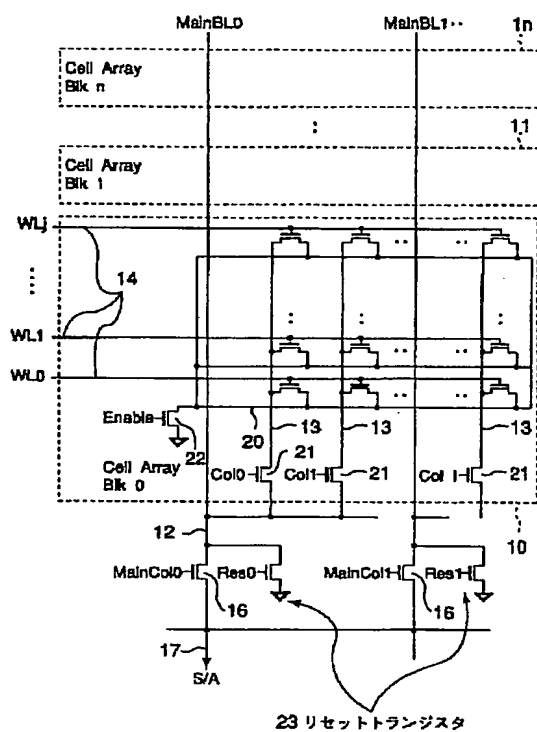 MainBL0 MainBL1·· 1n
Cell Array
Blk n
11
Cell Array
Blk 1
WLj
14
WL1
WL0
Enable
22 20 13 13 13
21
Cell Array
Blk 0
Col0 Col1 21 Col i 21
12 10
MainCol0 Res0 MainCol1 Res1
16 16
17
S/A
23 リセットトランジスタ